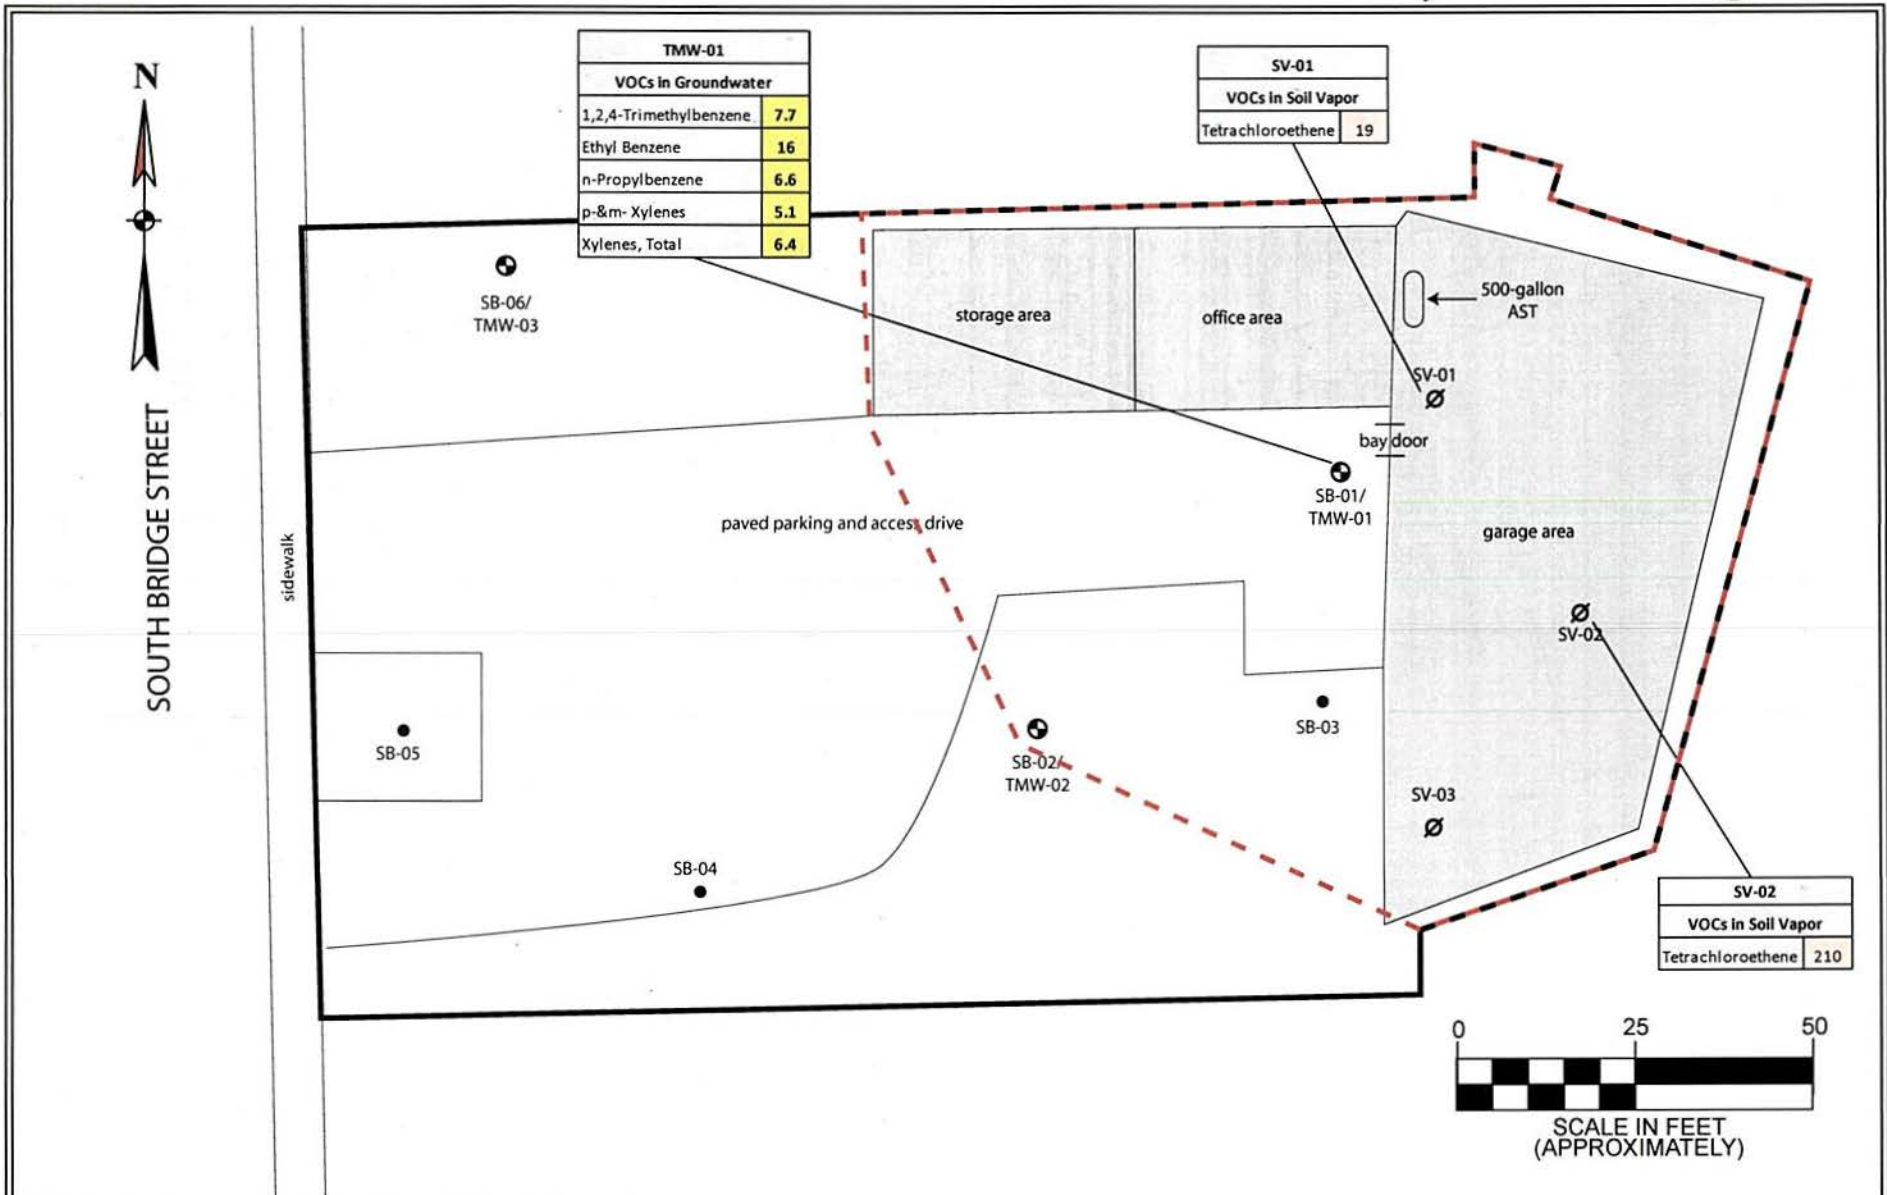 N
TMW-01
VOCs in Groundwater
1,2,4-Trimethylbenzene 7.7
Ethyl Benzene 16
n-Propylbenzene 6.6
p-&m- Xylenes 5.1
Xylenes, Total 6.4
SV-01
VOCs in Soil Vapor
Tetrachloroethene 19
SB-06/
TMW-03
storage area
office area
500-gallon
AST
SV-01
bay door
SB-01/
TMW-01
SOUTH BRIDGE STREET
sidewalk
paved parking and access drive
garage area
SV-02
SB-05
SB-03
SB-02/
TMW-02
SV-03
SB-04
SV-02
VOCs in Soil Vapor
Tetrachloroethene 210
0 25 50
SCALE IN FEET
(APPROXIMATELY)